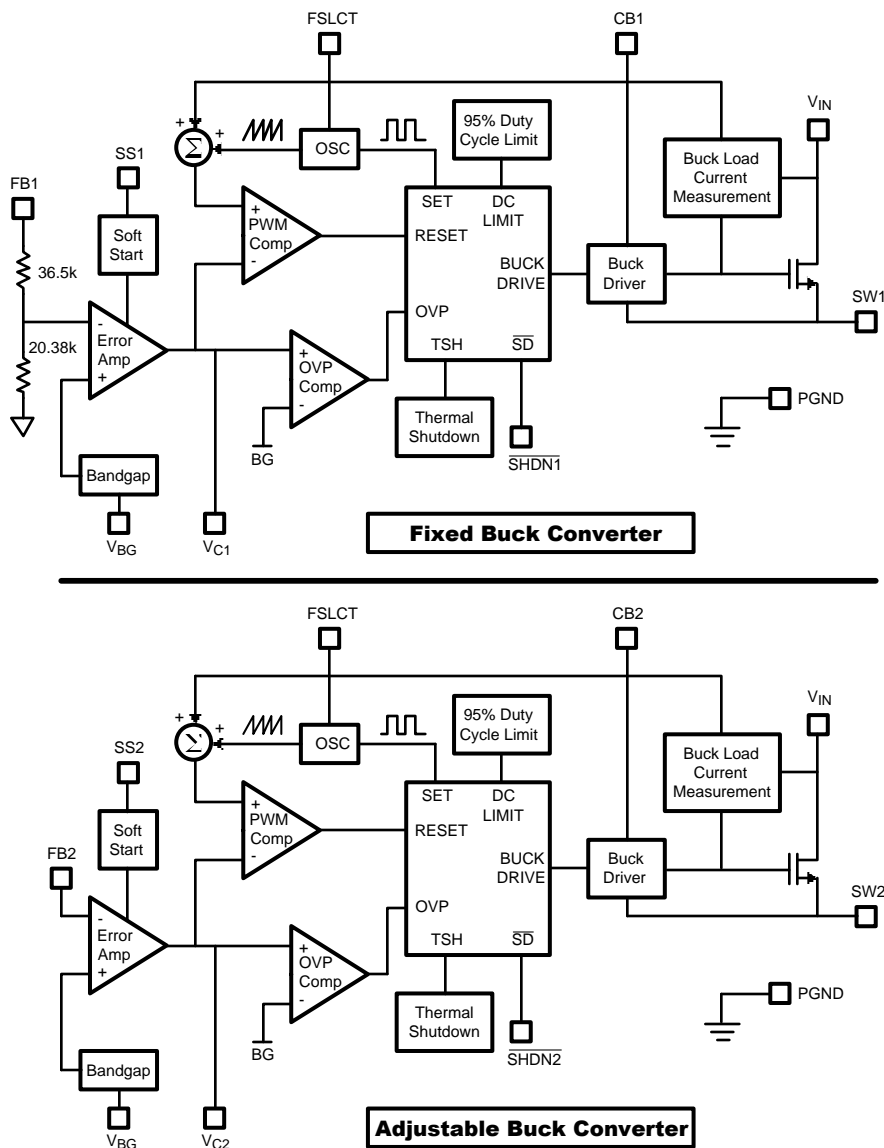 FSLCT
CB1
VIN
SS1
FB1
+
+
Σ
OSC
95% Duty
Cycle Limit
Buck Load
Current
Measurement
Soft
Start
+
PWM
Comp
-
SET
DC
LIMIT
RESET
BUCK
DRIVE
OVP
TSH
SD
Buck
Driver
SW1
36.5k
20.38k
-
Error
Amp
+
+
OVP
Comp
-
BG
Thermal
Shutdown
SHDN1
PGND
Bandgap
VBG
VC1
Fixed Buck Converter
FSLCT
CB2
VIN
SS2
FB2
+
+
Σ
OSC
95% Duty
Cycle Limit
Buck Load
Current
Measurement
Soft
Start
+
PWM
Comp
-
SET
DC
LIMIT
RESET
BUCK
DRIVE
OVP
TSH
SD
Buck
Driver
SW2
-
Error
Amp
+
+
OVP
Comp
-
BG
Thermal
Shutdown
SHDN2
PGND
Bandgap
VBG
VC2
Adjustable Buck Converter